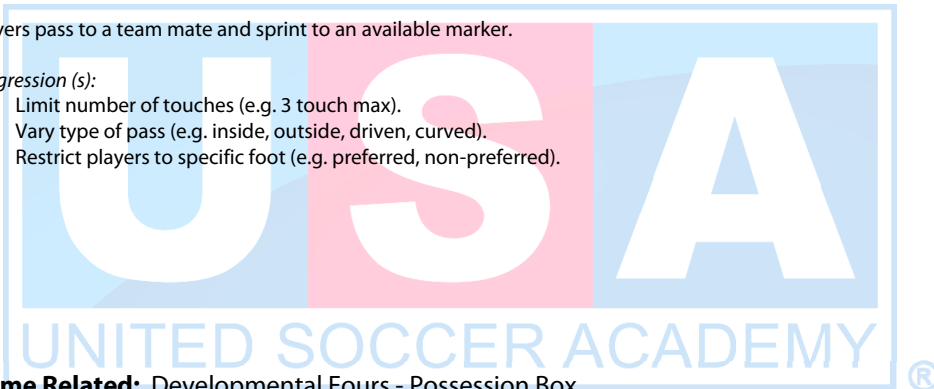 yers pass to a team mate and sprint to an available marker.
gression (s):
Limit number of touches (e.g. 3 touch max).
Vary type of pass (e.g. inside, outside, driven, curved).
Restrict players to specific foot (e.g. preferred, non-preferred).
USA
UNITED SOCCER ACADEMY ®
me Related: Developmental Fours - Possession Box